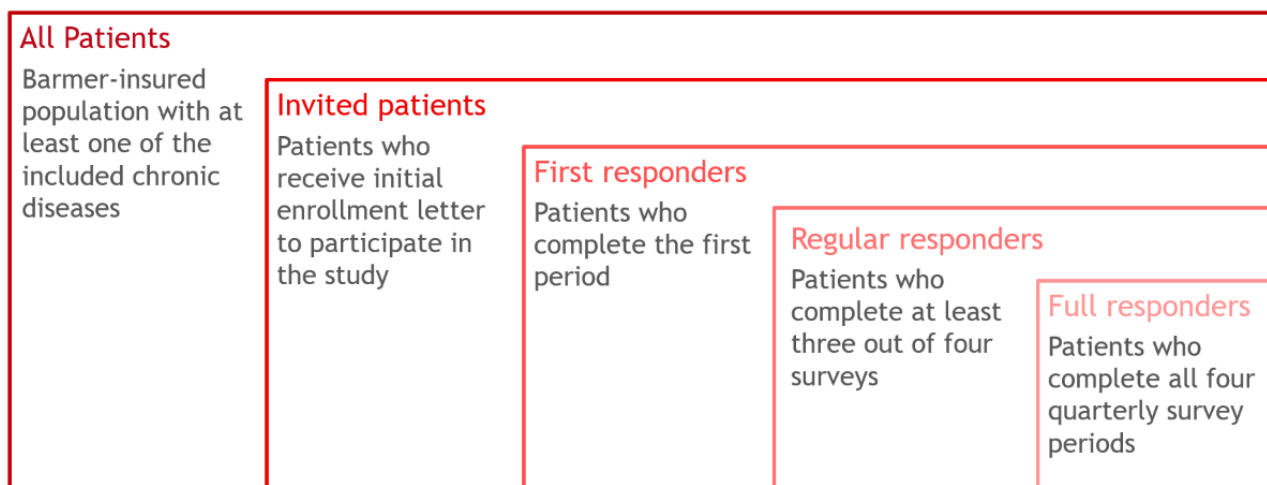 All Patients
Barmer-insured
population with at
least one of the
included chronic
diseases
Invited patients
Patients who
receive initial
enrollment letter
to participate in
the study
First responders
Patients who
complete the first
period
Regular responders
Patients who
complete at least
three out of four
surveys
Full responders
Patients who
complete all four
quarterly survey
periods